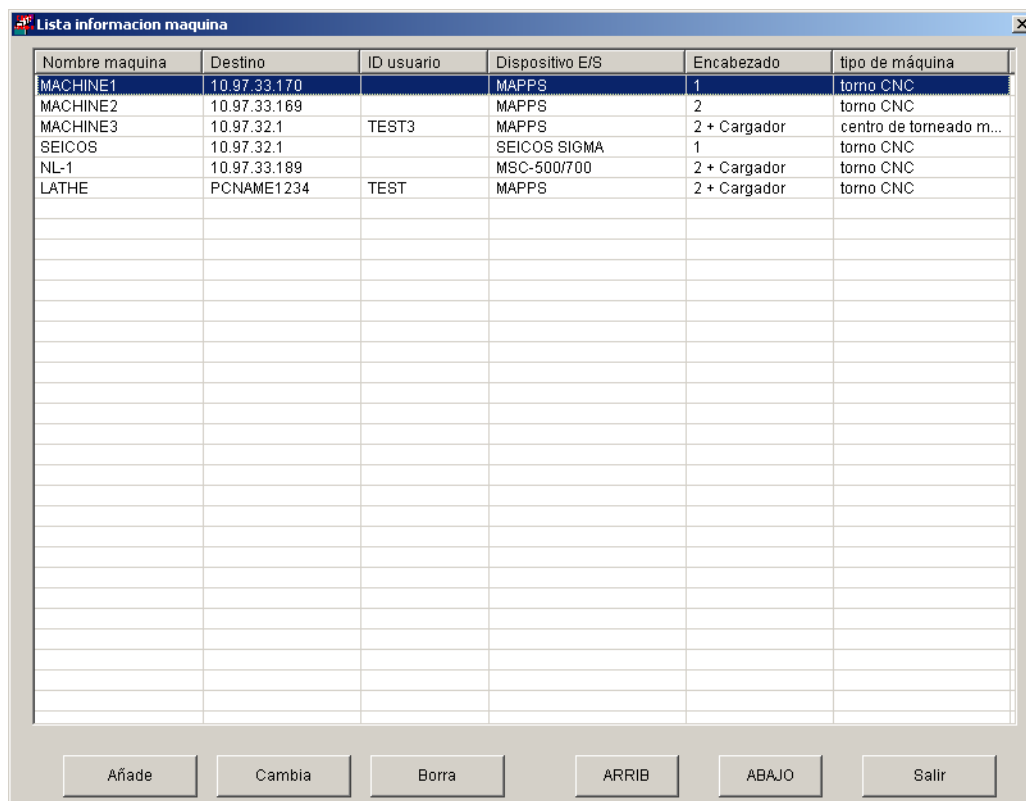 Lista informacion maquina
Nombre maquina Destino ID usuario Dispositivo E/S Encabezado tipo de máquina
MACHINE1 10.97.33.170 MAPPS 1 torno CNC
MACHINE2 10.97.33.169 MAPPS 2 torno CNC
MACHINE3 10.97.32.1 TEST3 MAPPS 2 + Cargador centro de torneado m...
SEICOS 10.97.32.1 SEICOS SIGMA 1 torno CNC
NL-1 10.97.33.189 MSC-500/700 2 + Cargador torno CNC
LATHE PCNAME1234 TEST MAPPS 2 + Cargador torno CNC
Añade Cambia Borra ARRIB ABAJO Salir